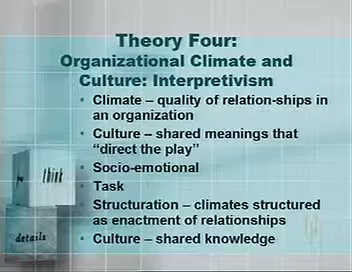 Theory Four:
Organizational Climate and
Culture: Interpretivism
• Climate – quality of relation-ships in
an organization
• Culture – shared meanings that
“direct the play”
• Socio-emotional
• Task
Structuration – climates structured
as enactment of relationships
• Culture – shared knowledge
think
details